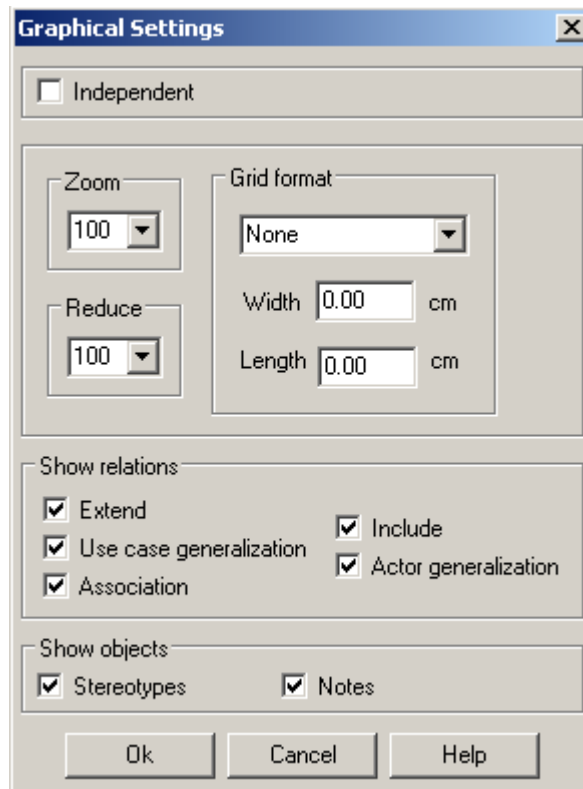 Graphical Settings
Independent
Zoom
100
Grid format
None
Reduce
100
Width 0.00 cm
Length 0.00 cm
Show relations
Extend
Use case generalization
Association
Include
Actor generalization
Show objects
Stereotypes
Notes
Ok
Cancel
Help